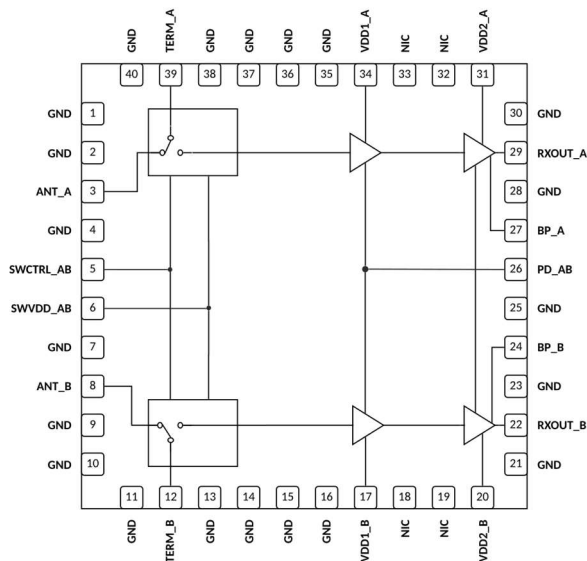 GND TERM_A GND GND GND GND VDD1_A NIC NIC VDD2_A
40 39 38 37 36 35 34 33 32 31
GND 1 30 GND
GND 2 29 RXOUT_A
ANT_A 3 28 GND
GND 4 27 BP_A
SWCTRL_AB 5 26 PD_AB
SWVDD_AB 6 25 GND
GND 7 24 BP_B
ANT_B 8 23 GND
GND 9 22 RXOUT_B
GND 10 21 GND
11 12 13 14 15 16 17 18 19 20
GND TERM_B GND GND GND GND VDD1_B NIC NIC VDD2_B